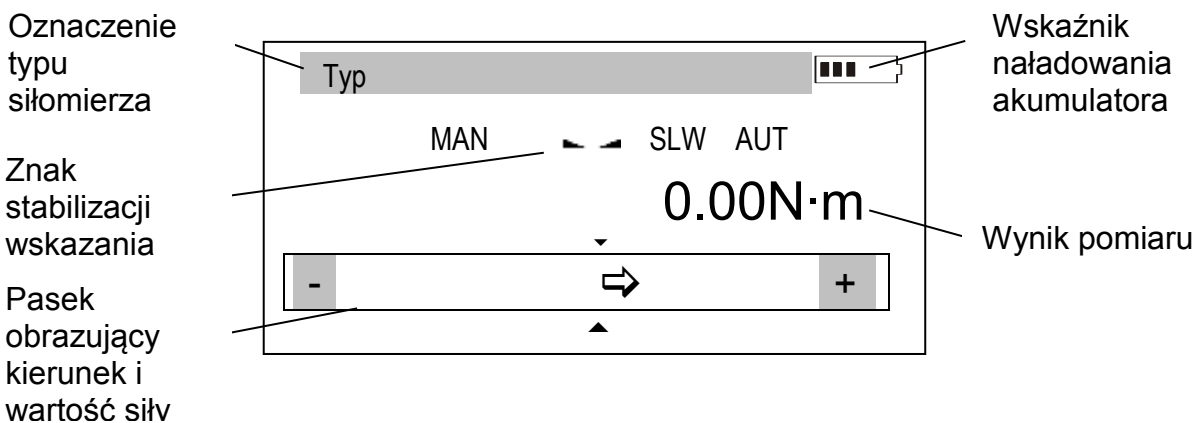 Oznaczenie
typu
siłomierza
Znak
stabilizacji
wskazania
Pasek
obrazujący
kierunek i
wartość siły
Typ
MAN SLW AUT
0.00N·m
- +
Wskaźnik
naładowania
akumulatora
Wynik pomiaru